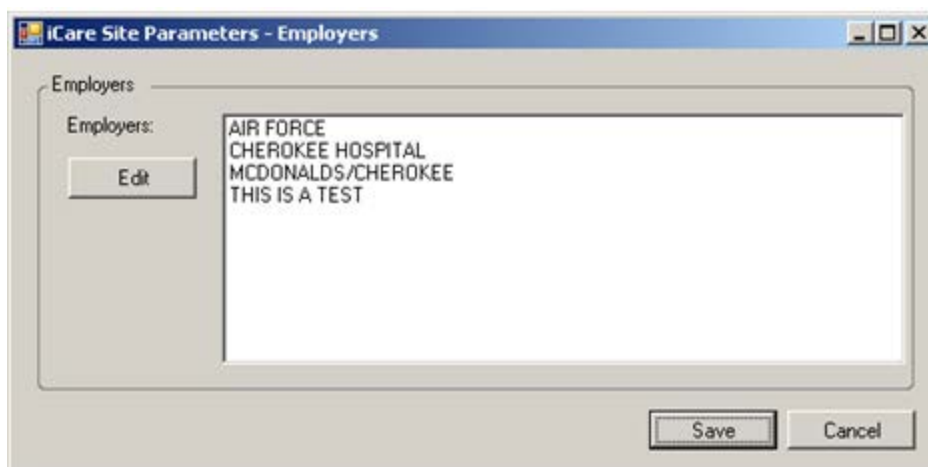 iCare Site Parameters - Employers
Employers
Employers:
Edit
AIR FORCE
CHEROKEE HOSPITAL
MCDONALDS/CHEROKEE
THIS IS A TEST
Save
Cancel